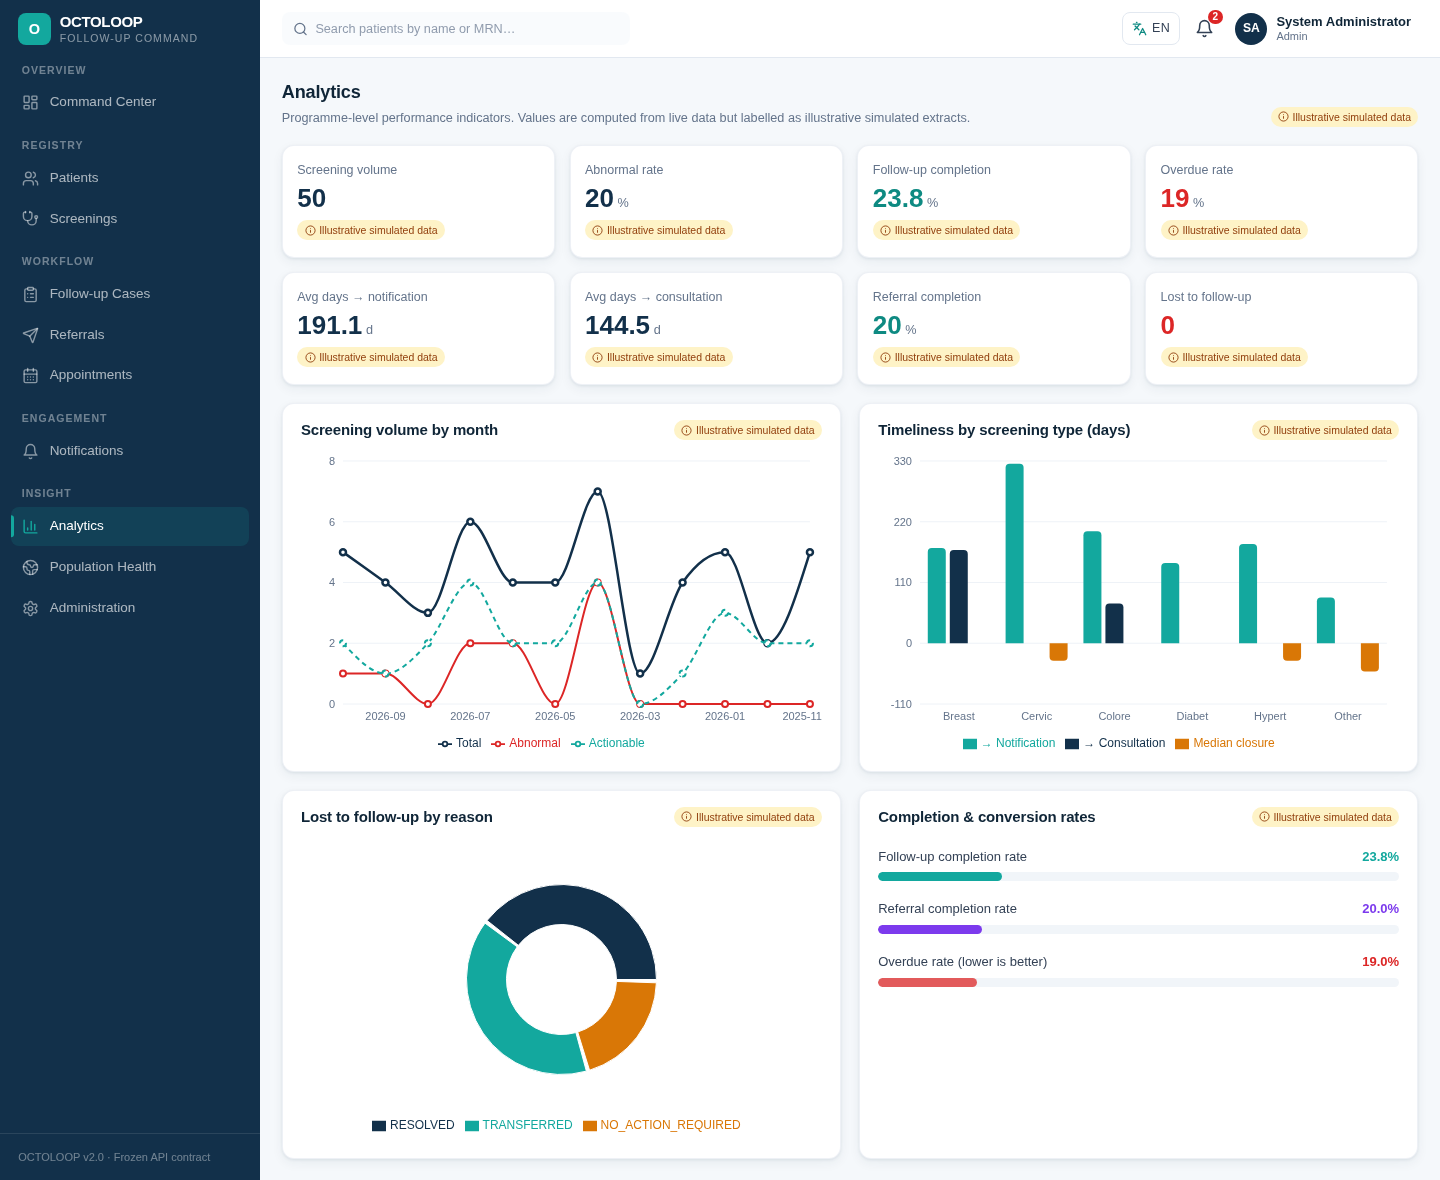 O
OCTOLOOP
FOLLOW-UP COMMAND
OVERVIEW
Command Center
REGISTRY
Patients
Screenings
WORKFLOW
Follow-up Cases
Referrals
Appointments
ENGAGEMENT
Notifications
INSIGHT
Analytics
Population Health
Administration
OCTOLOOP v2.0 · Frozen API contract
Search patients by name or MRN…
EN
2
SA
System Administrator
Admin
Analytics
Programme-level performance indicators. Values are computed from live data but labelled as illustrative simulated extracts.
Illustrative simulated data
Screening volume
50
Illustrative simulated data
Abnormal rate
20 %
Illustrative simulated data
Follow-up completion
23.8 %
Illustrative simulated data
Overdue rate
19 %
Illustrative simulated data
Avg days → notification
191.1 d
Illustrative simulated data
Avg days → consultation
144.5 d
Illustrative simulated data
Referral completion
20 %
Illustrative simulated data
Lost to follow-up
0
Illustrative simulated data
Screening volume by month
Illustrative simulated data
8
6
4
2
0
2026-09 2026-07 2026-05 2026-03 2026-01 2025-11
Total Abnormal Actionable
Timeliness by screening type (days)
Illustrative simulated data
330
220
110
0
-110
Breast Cervic Colore Diabet Hypert Other
→ Notification → Consultation Median closure
Lost to follow-up by reason
Illustrative simulated data
RESOLVED TRANSFERRED NO_ACTION_REQUIRED
Completion & conversion rates
Illustrative simulated data
Follow-up completion rate 23.8%
Referral completion rate 20.0%
Overdue rate (lower is better) 19.0%